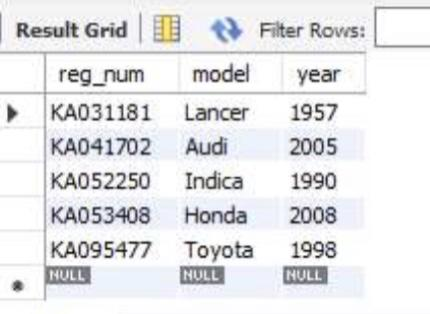 Result Grid Filter Rows:
reg_num model year
KA031181 Lancer 1957
KA041702 Audi 2005
KA052250 Indica 1990
KA053408 Honda 2008
KA095477 Toyota 1998
NULL NULL NULL